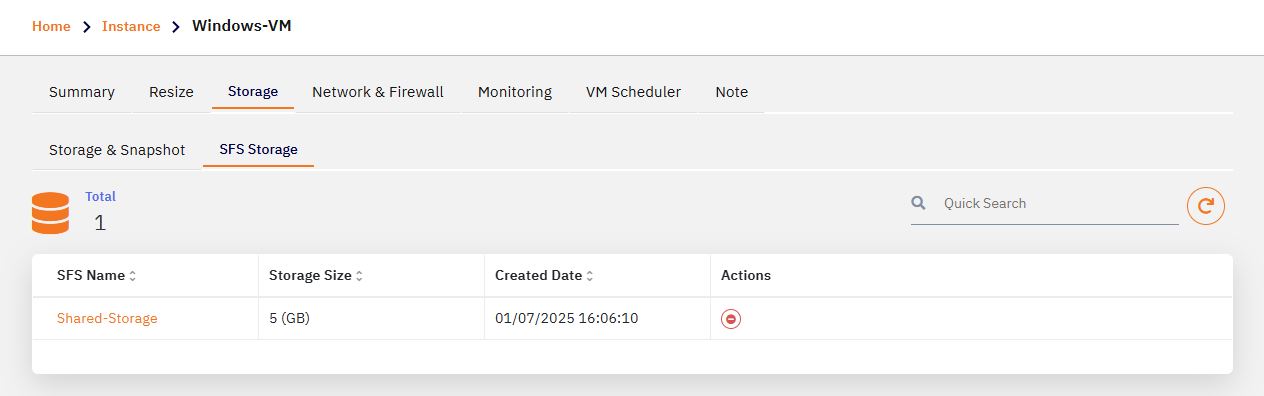 Home > Instance > Windows-VM
Summary Resize Storage Network & Firewall Monitoring VM Scheduler Note
Storage & Snapshot SFS Storage
Total
1
Quick Search
SFS Name Storage Size Created Date Actions
Shared-Storage 5 (GB) 01/07/2025 16:06:10